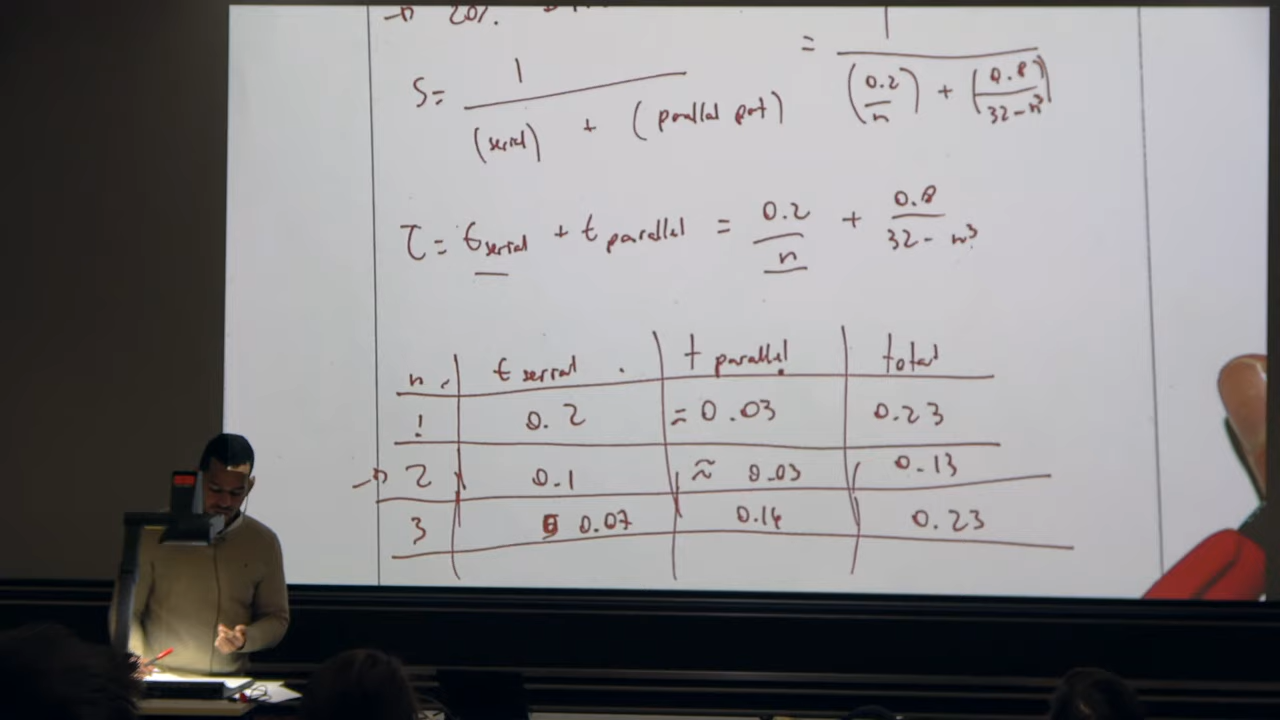 → 20%.
S = 1 / ((serial) + (parallel part)) = 1 / ((0.2/n) + (0.8/32-n³))
τ = t serial + t parallel = 0.2/n + 0.8/32-n³
n t serial t parallel total
1 0.2 = 0.03 0.23
→ 2 0.1 ≈ 0.03 0.13
3 0.07 0.16 0.23